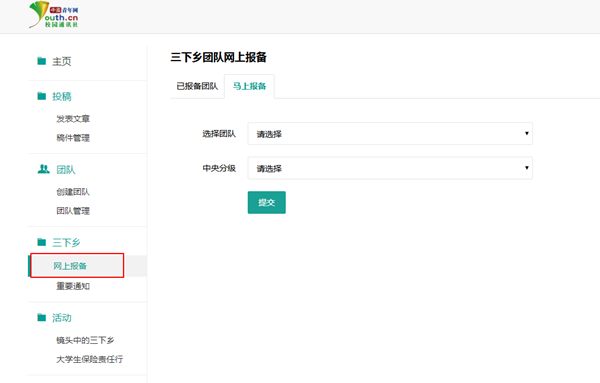 中国青年网
Youth.cn
校园通讯社
主页
投稿
发表文章
稿件管理
团队
创建团队
团队管理
三下乡
网上报备
重要通知
活动
镜头中的三下乡
大学生保险责任行
三下乡团队网上报备
已报备团队 马上报备
选择团队 请选择
中央分级 请选择
提交